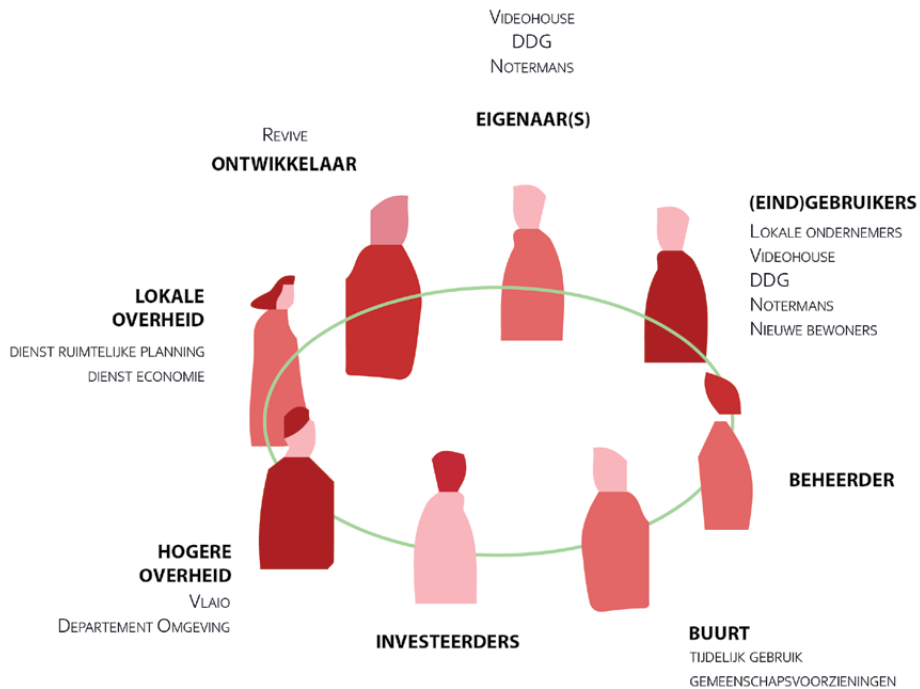 Videohouse
DDG
Notermans
EIGENAAR(S)
Revive
ONTWIKKELAAR
(EIND)GEBRUIKERS
Lokale ondernemers
Videohouse
DDG
Notermans
Nieuwe bewoners
LOKALE
OVERHEID
dienst ruimtelijke planning
dienst economie
BEHEERDER
HOGERE
OVERHEID
Vlaio
Departement Omgeving
INVESTEERDERS
BUURT
tijdelijk gebruik
gemeenschapsvoorzieningen